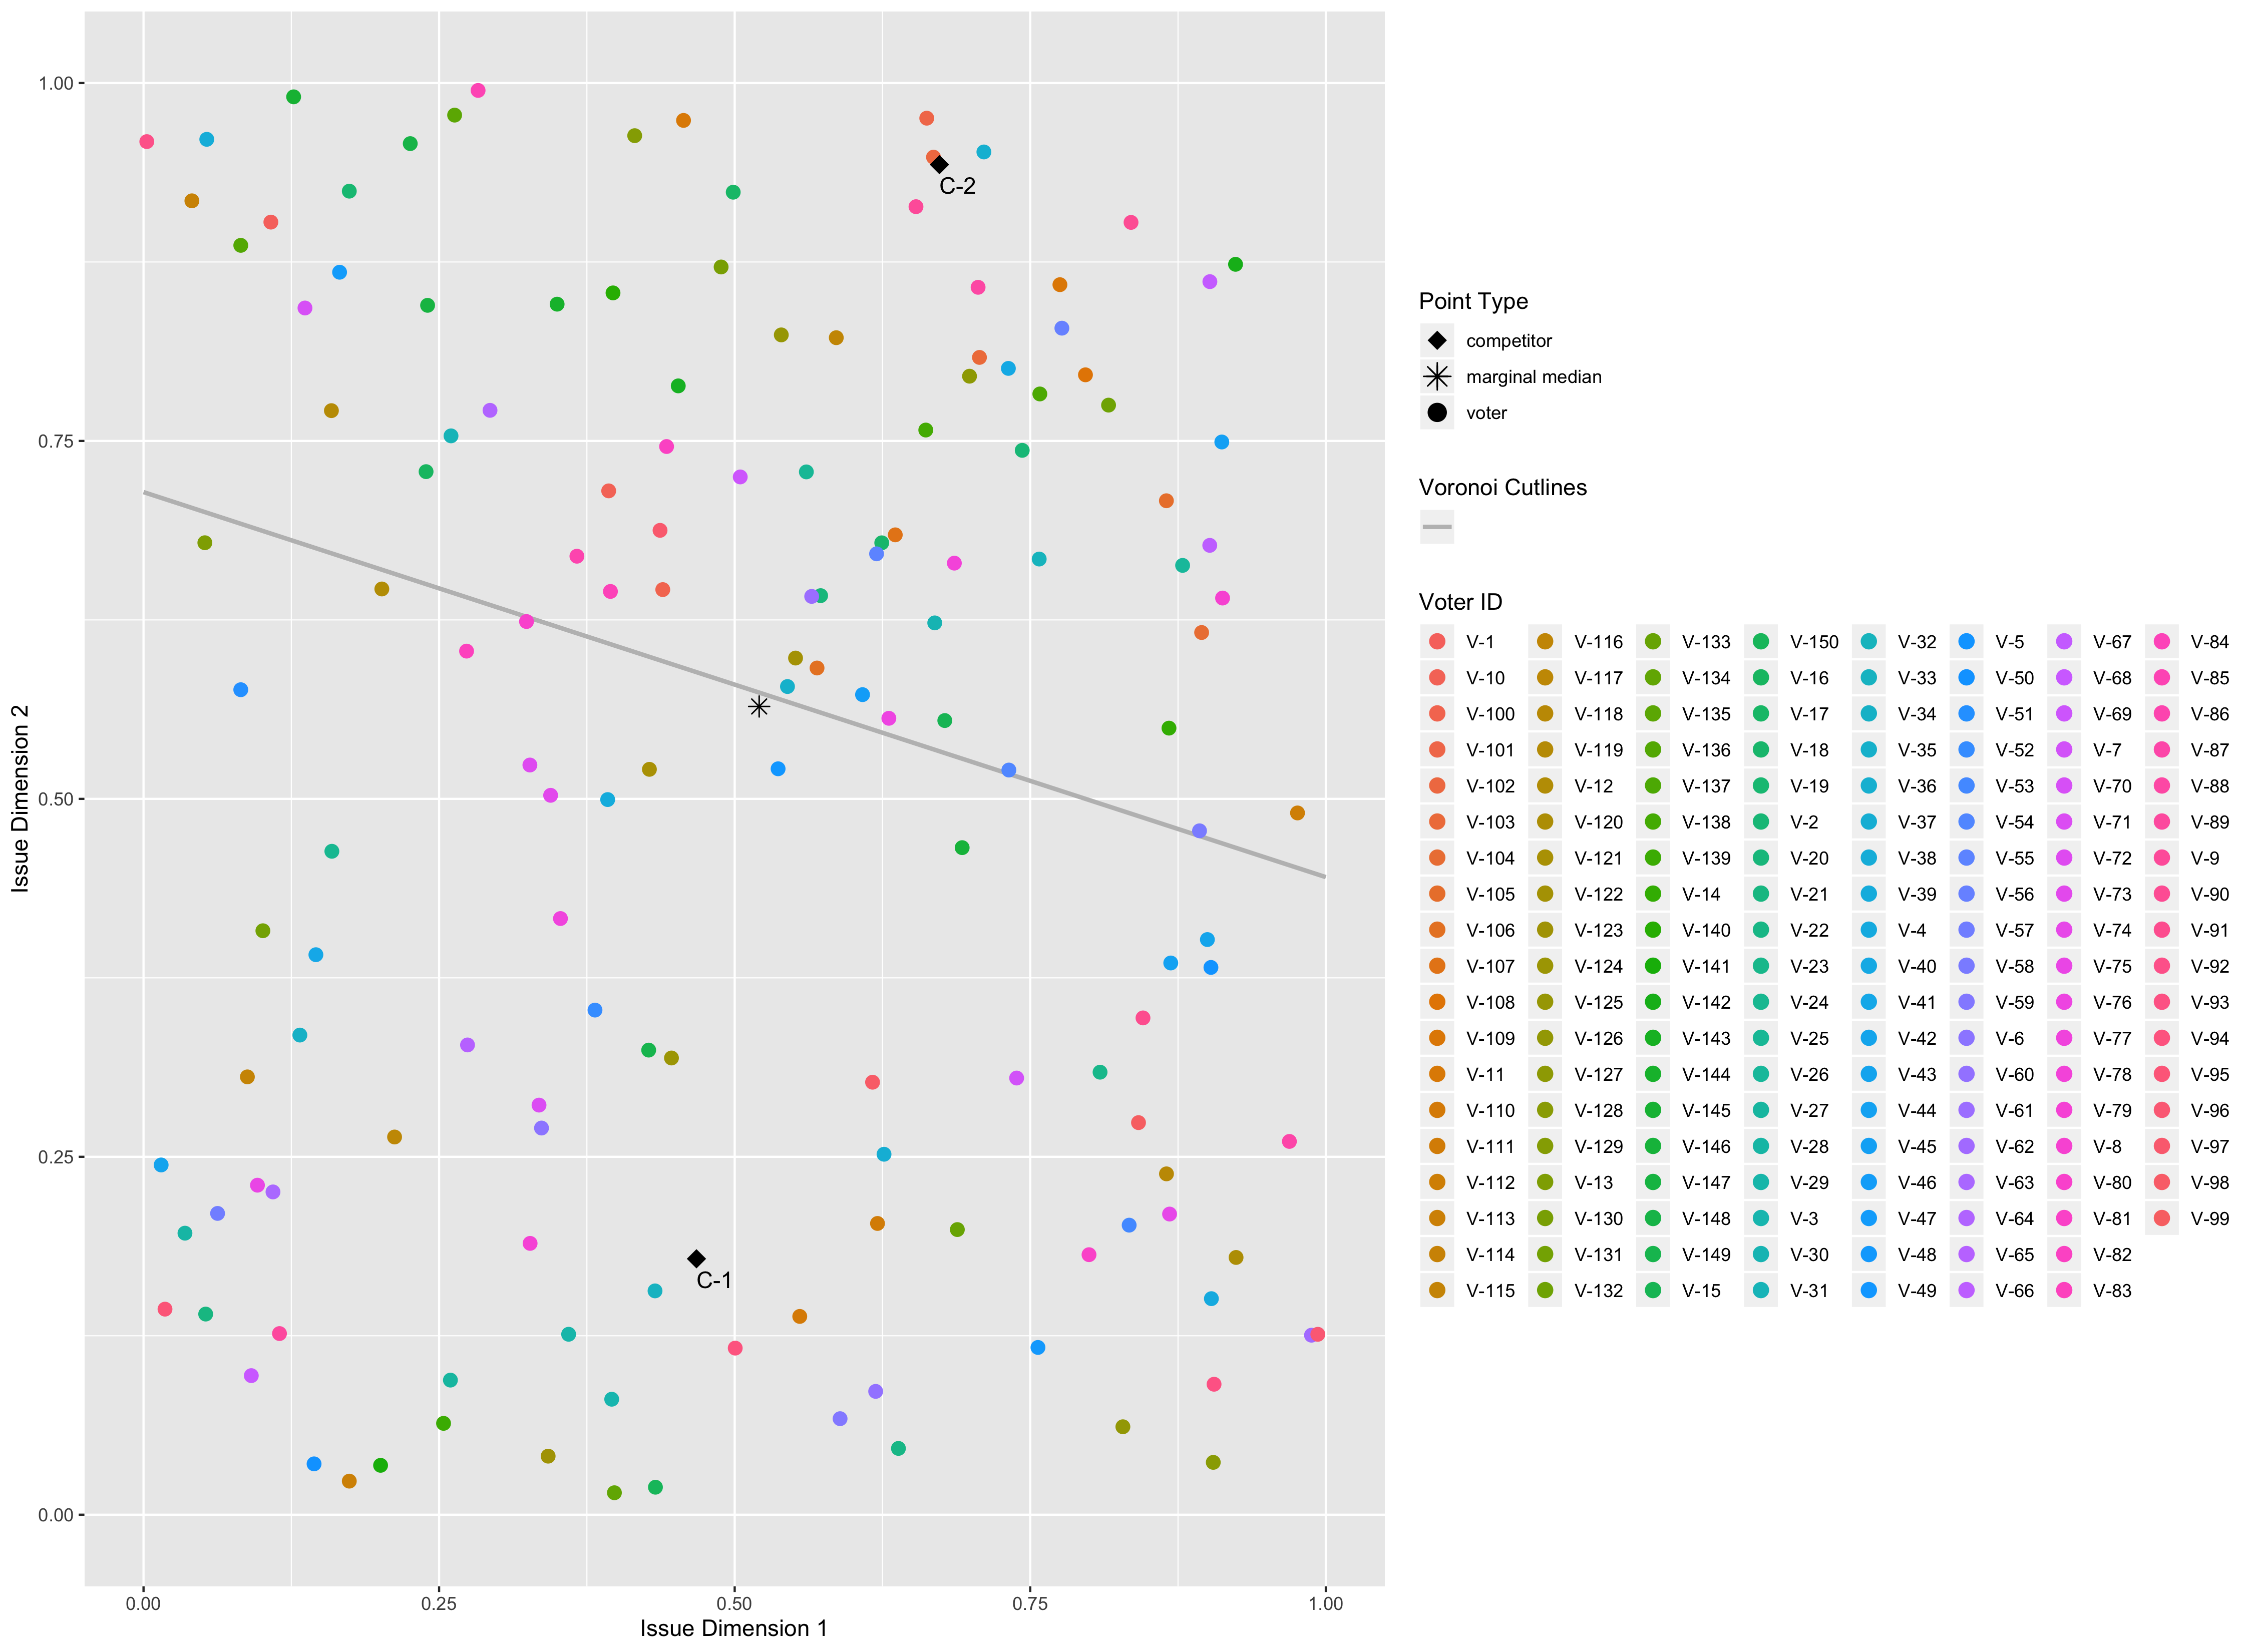 1.00
0.75
0.50
0.25
0.00
Issue Dimension 2
C-2
C-1
0.00 0.25 0.50 0.75 1.00
Issue Dimension 1
Point Type
competitor
marginal median
voter
Voronoi Cutlines
Voter ID
V-1 V-116 V-133 V-150 V-32 V-5 V-67 V-84
V-10 V-117 V-134 V-16 V-33 V-50 V-68 V-85
V-100 V-118 V-135 V-17 V-34 V-51 V-69 V-86
V-101 V-119 V-136 V-18 V-35 V-52 V-7 V-87
V-102 V-12 V-137 V-19 V-36 V-53 V-70 V-88
V-103 V-120 V-138 V-2 V-37 V-54 V-71 V-89
V-104 V-121 V-139 V-20 V-38 V-55 V-72 V-9
V-105 V-122 V-14 V-21 V-39 V-56 V-73 V-90
V-106 V-123 V-140 V-22 V-4 V-57 V-74 V-91
V-107 V-124 V-141 V-23 V-40 V-58 V-75 V-92
V-108 V-125 V-142 V-24 V-41 V-59 V-76 V-93
V-109 V-126 V-143 V-25 V-42 V-6 V-77 V-94
V-11 V-127 V-144 V-26 V-43 V-60 V-78 V-95
V-110 V-128 V-145 V-27 V-44 V-61 V-79 V-96
V-111 V-129 V-146 V-28 V-45 V-62 V-8 V-97
V-112 V-13 V-147 V-29 V-46 V-63 V-80 V-98
V-113 V-130 V-148 V-3 V-47 V-64 V-81 V-99
V-114 V-131 V-149 V-30 V-48 V-65 V-82
V-115 V-132 V-15 V-31 V-49 V-66 V-83